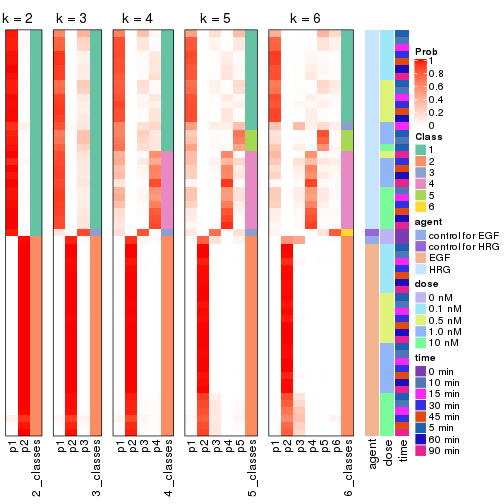 k = 2
k = 3
k = 4
k = 5
k = 6
p1
p2
2_classes
p1
p2
p3
3_classes
p1
p2
p3
p4
4_classes
p1
p2
p3
p4
p5
5_classes
p1
p2
p3
p4
p5
p6
6_classes
agent
dose
time
Prob
1
0.8
0.6
0.4
0.2
0
Class
1
2
3
4
5
6
agent
control for EGF
control for HRG
EGF
HRG
dose
0 nM
0.1 nM
0.5 nM
1.0 nM
10 nM
time
0 min
10 min
15 min
30 min
45 min
5 min
60 min
90 min